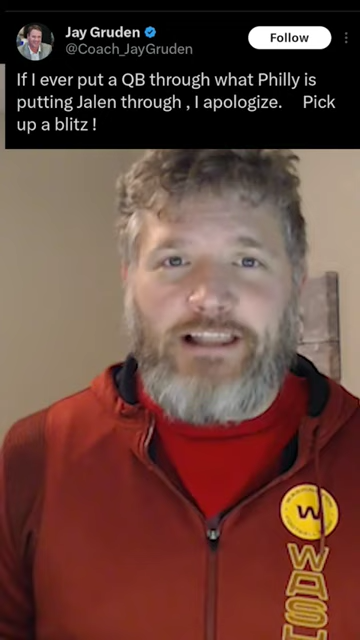 Jay Gruden
@Coach_JayGruden
Follow
If I ever put a QB through what Philly is
putting Jalen through , I apologize. Pick
up a blitz !
W
WASH